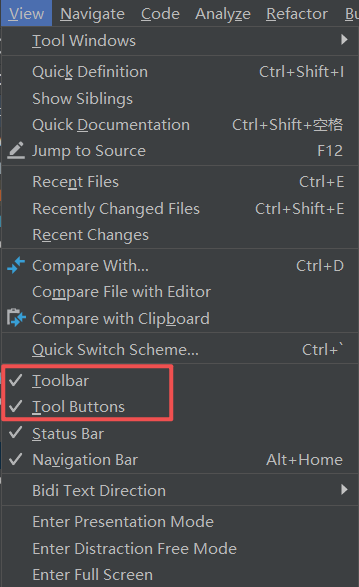 View Navigate Code Analyze Refactor Bu
Tool Windows
Quick Definition Ctrl+Shift+I
Show Siblings
Quick Documentation Ctrl+Shift+空格
Jump to Source F12
Recent Files Ctrl+E
Recently Changed Files Ctrl+Shift+E
Recent Changes
Compare With... Ctrl+D
Compare File with Editor
Compare with Clipboard
Quick Switch Scheme... Ctrl+`
Toolbar
Tool Buttons
Status Bar
Navigation Bar Alt+Home
Bidi Text Direction
Enter Presentation Mode
Enter Distraction Free Mode
Enter Full Screen